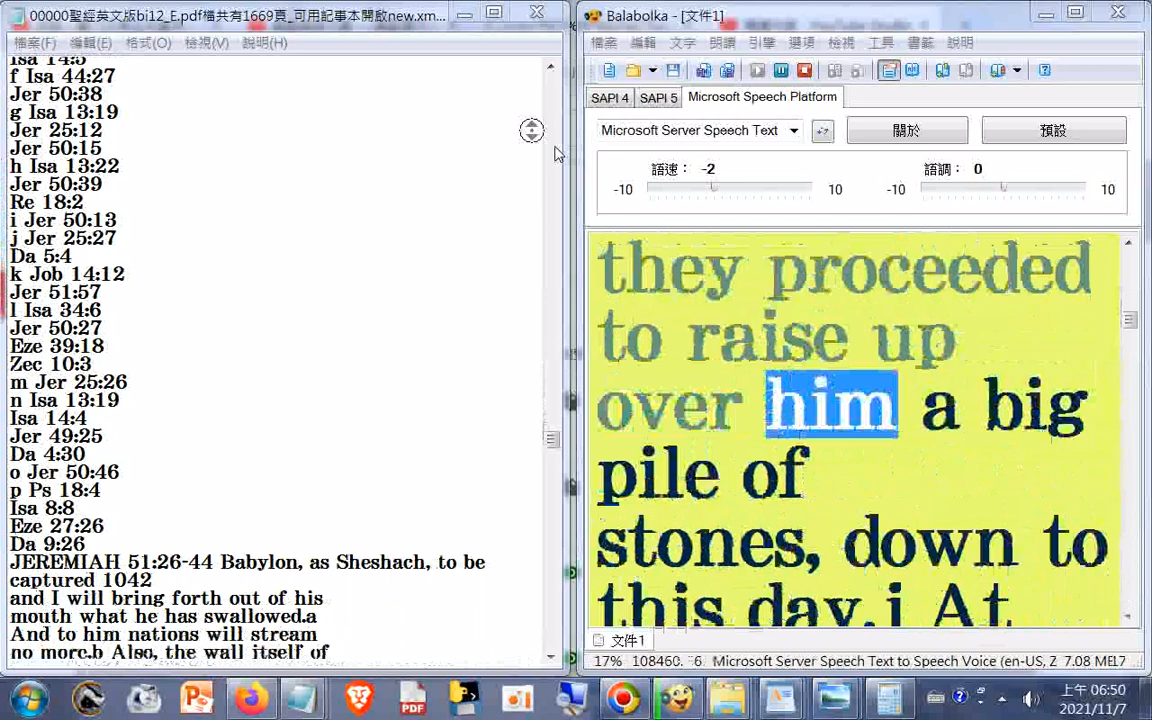 00000聖經英文版bi12_E.pdf檔共有1669頁_可用記事本開啟new.xm...
檔案(F) 編輯(E) 格式(O) 檢視(V) 說明(H)
Isa 14:5
f Isa 44:27
Jer 50:38
g Isa 13:19
Jer 25:12
Jer 50:15
h Isa 13:22
Jer 50:39
Re 18:2
i Jer 50:13
j Jer 25:27
Da 5:4
k Job 14:12
Jer 51:57
l Isa 34:6
Jer 50:27
Eze 39:18
Zec 10:3
m Jer 25:26
n Isa 13:19
Isa 14:4
Jer 49:25
Da 4:30
o Jer 50:46
p Ps 18:4
Isa 8:8
Eze 27:26
Da 9:26
JEREMIAH 51:26-44 Babylon, as Sheshach, to be
captured 1042
and I will bring forth out of his
mouth what he has swallowed.a
And to him nations will stream
no more.b Also, the wall itself of
Balabolka - [文件1]
檔案 編輯 文字 朗讀 引擎 選項 檢視 工具 書籤 說明
SAPI 4 SAPI 5 Microsoft Speech Platform
Microsoft Server Speech Text 關於 預設
語速： -2 語調： 0
-10 10 -10 10
they proceeded
to raise up
over him a big
pile of
stones, down to
this day.j At
文件1
17% 108460. 6 Microsoft Server Speech Text to Speech Voice (en-US, Z 7.08 МБ17
PDF
上午 06:50
2021/11/7